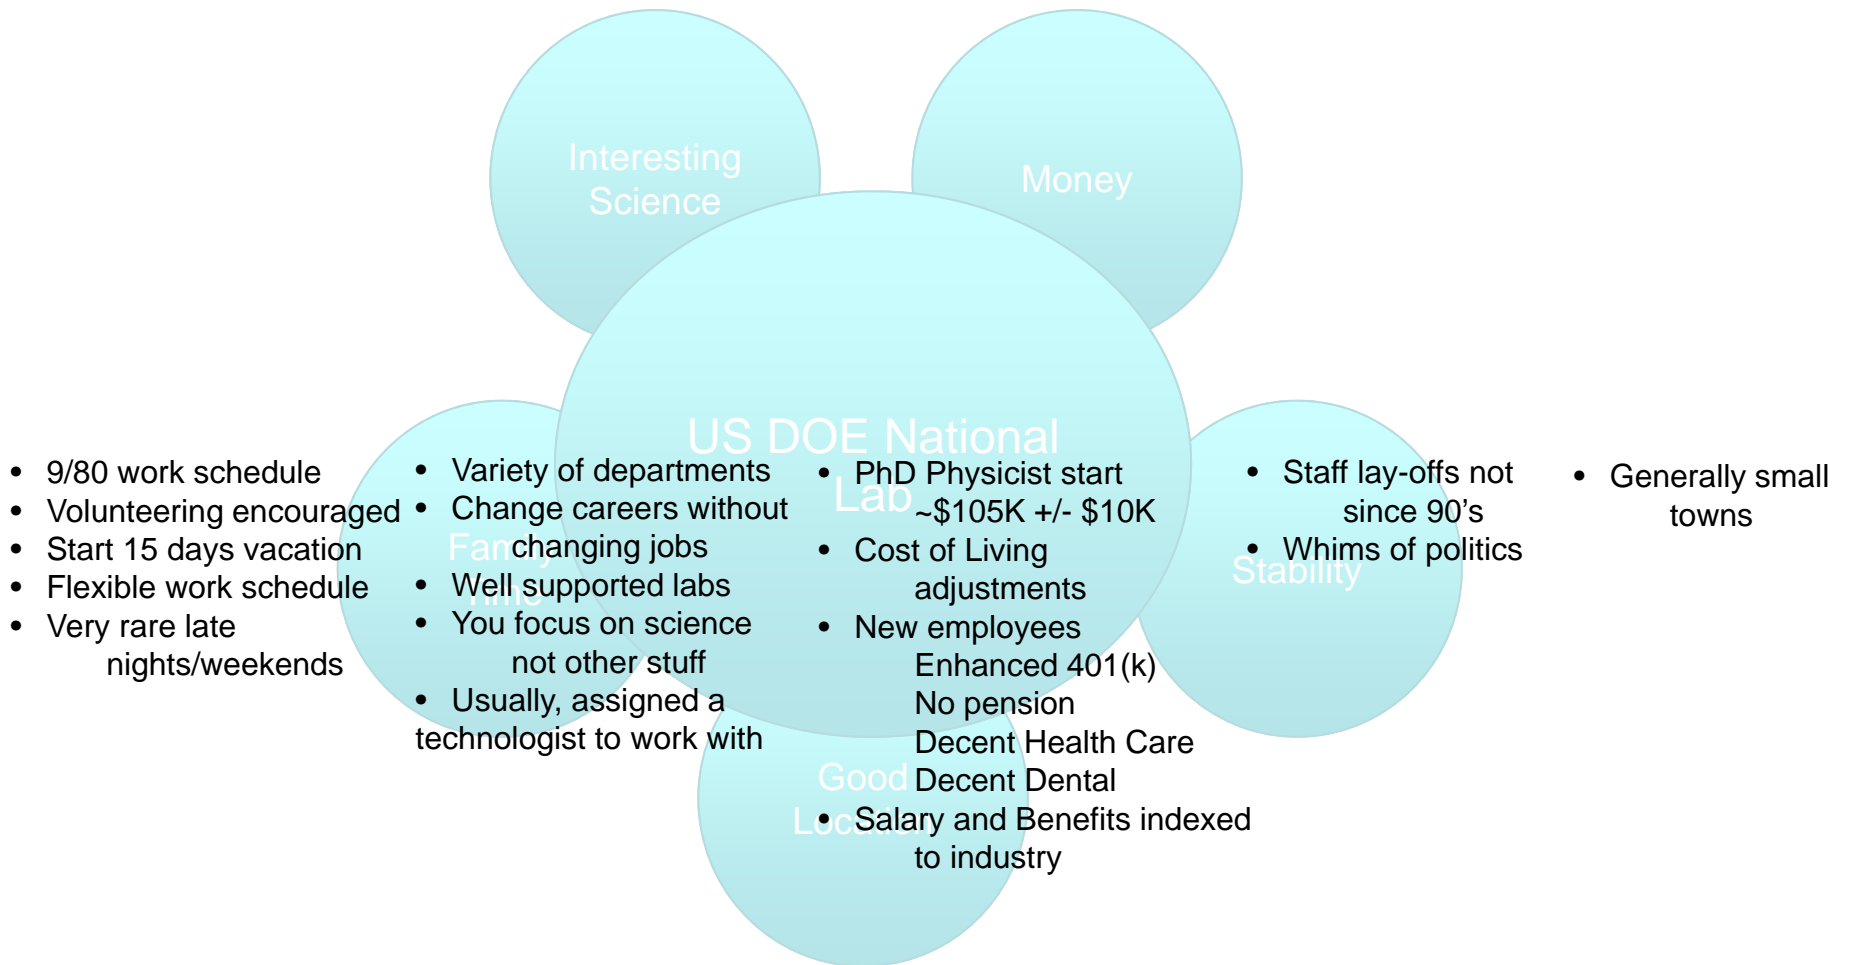 Interesting
Science
Money
US DOE National
Lab
Family
Time
Stability
Good
Location
• 9/80 work schedule
• Volunteering encouraged
• Start 15 days vacation
• Flexible work schedule
• Very rare late
nights/weekends
• Variety of departments
• Change careers without
changing jobs
• Well supported labs
• You focus on science
not other stuff
• Usually, assigned a
technologist to work with
• PhD Physicist start
~$105K +/- $10K
• Cost of Living
adjustments
• New employees
Enhanced 401(k)
No pension
Decent Health Care
Decent Dental
• Salary and Benefits indexed
to industry
• Staff lay-offs not
since 90's
• Whims of politics
• Generally small
towns